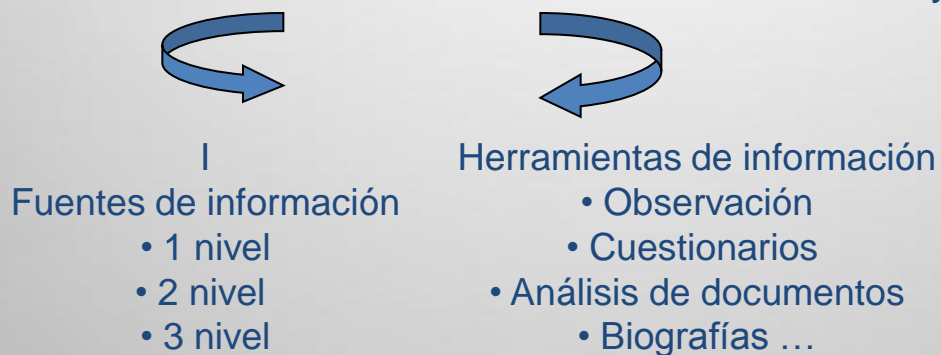 I
Fuentes de información
• 1 nivel
• 2 nivel
• 3 nivel
Herramientas de información
• Observación
• Cuestionarios
• Análisis de documentos
• Biografías …